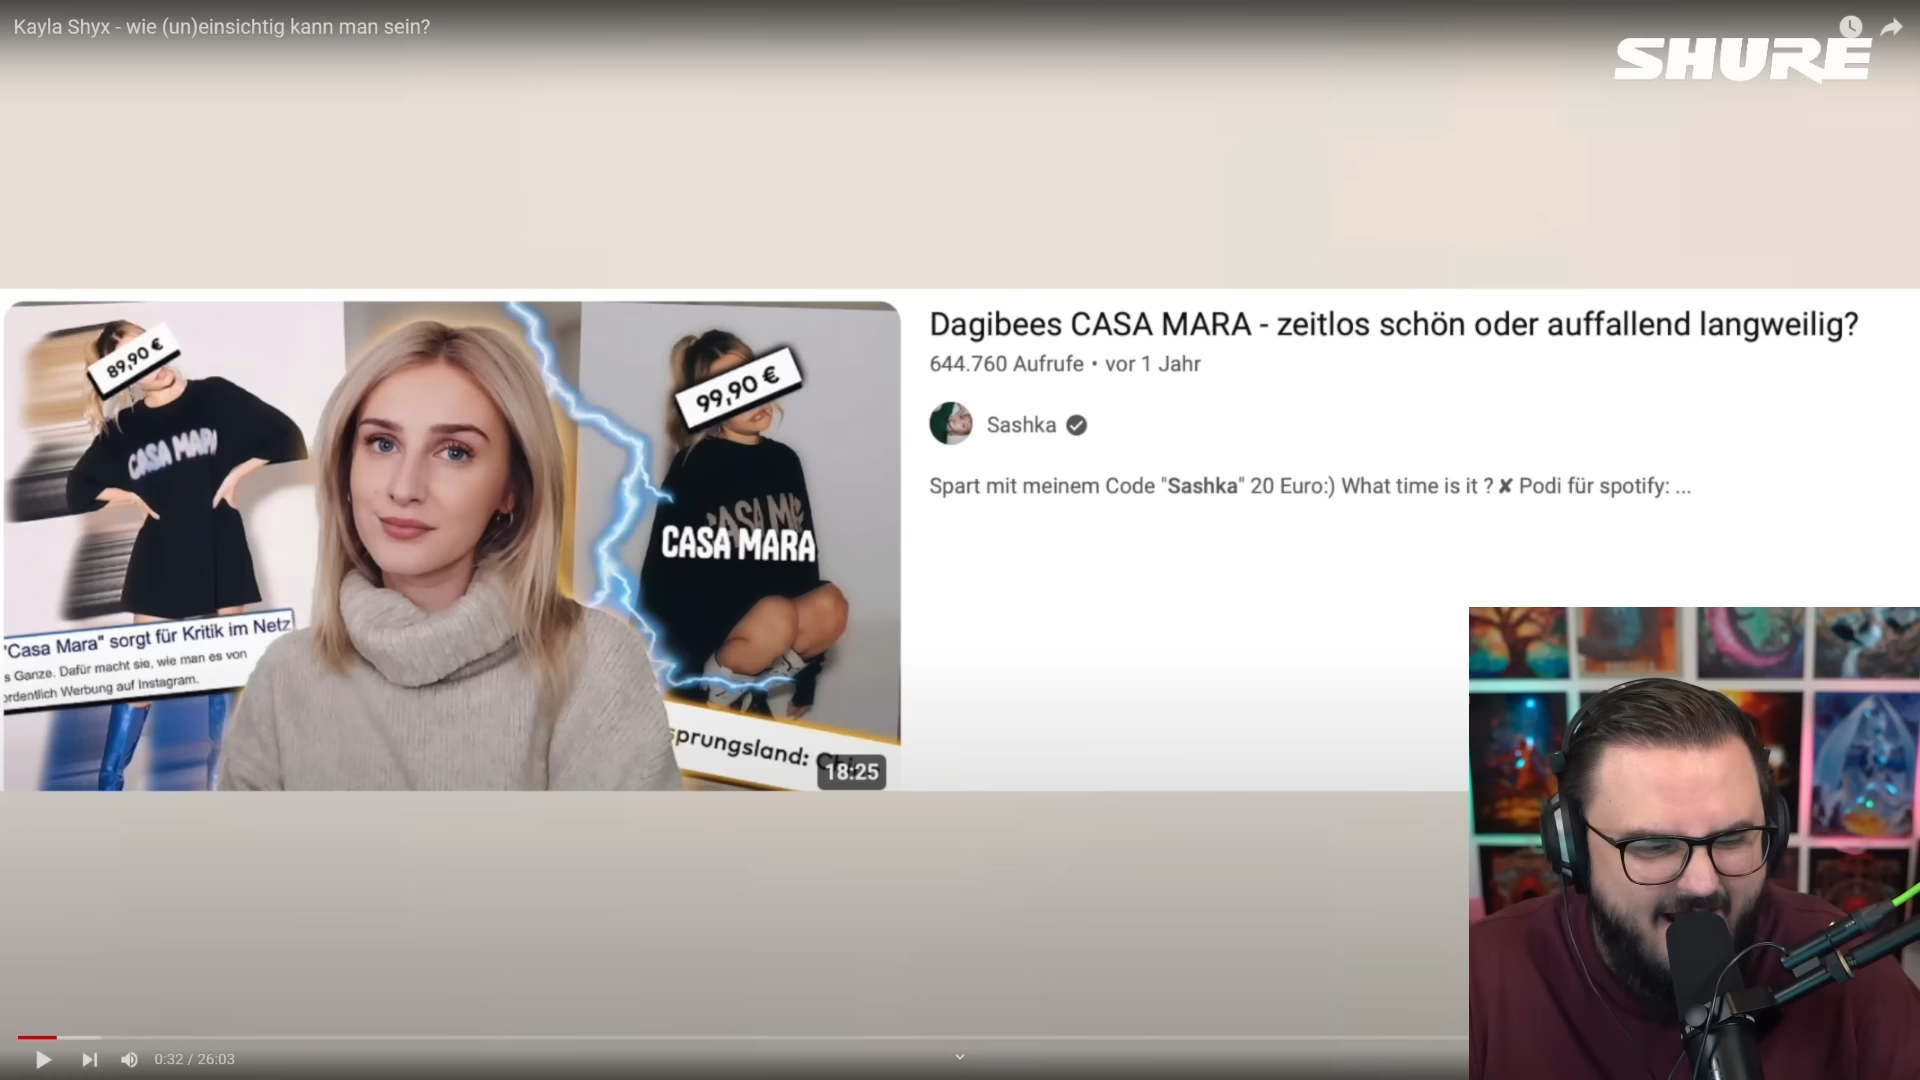 Kayla Shyx - wie (un)einsichtig kann man sein?
SHURE
89,90 €
CASA MARA
"Casa Mara" sorgt für Kritik im Netz
s Ganze. Dafür macht sie, wie man es von
ordentlich Werbung auf Instagram.
99,90 €
CASA MARA
sprungsland:
18:25
Dagibees CASA MARA - zeitlos schön oder auffallend langweilig?
644.760 Aufrufe • vor 1 Jahr
Sashka
Spart mit meinem Code "Sashka" 20 Euro:) What time is it ? ✘ Podi für spotify: ...
0:32 / 26:03